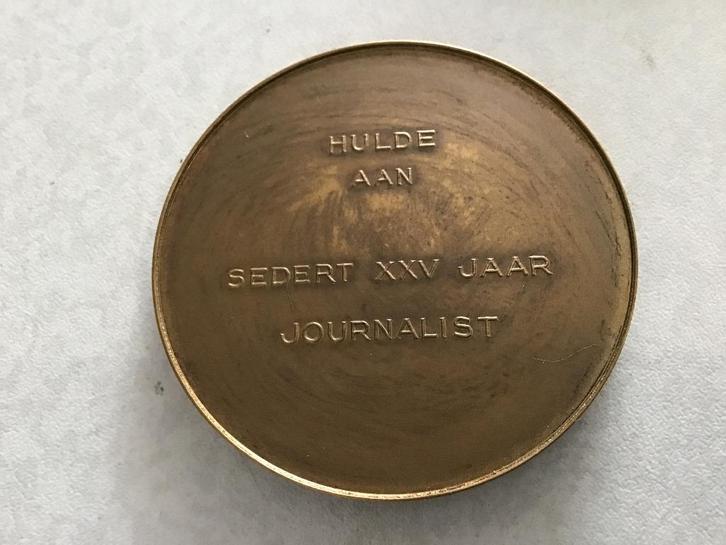 HULDE
AAN
SEDERT XXV JAAR
JOURNALIST